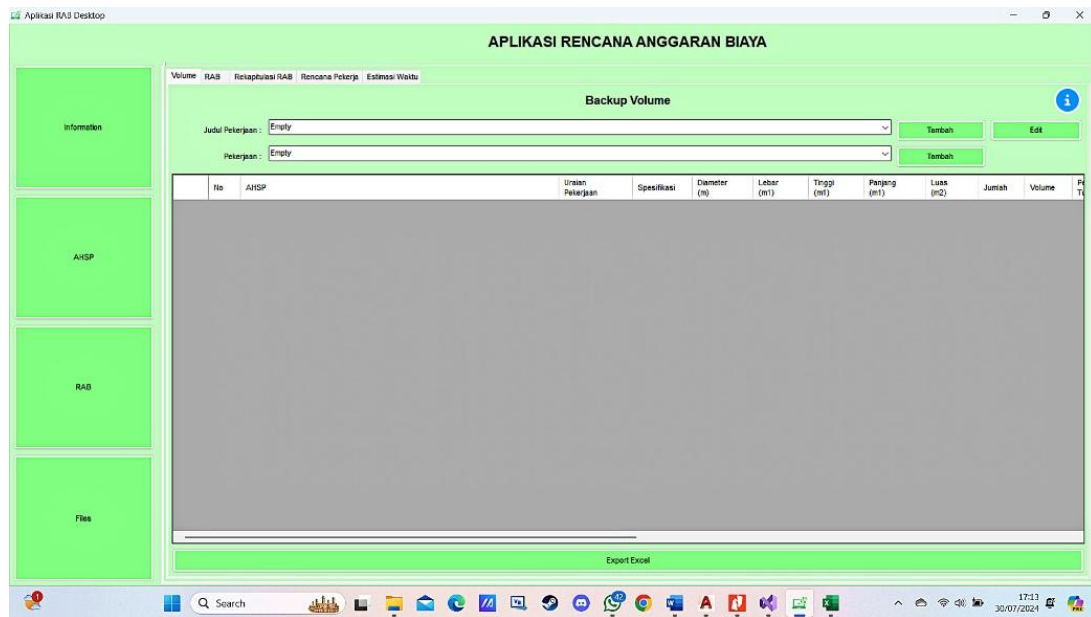 Aplikasi RAB Desktop
APLIKASI RENCANA ANGGARAN BIAYA
Information
AHSP
RAB
Files
Volume RAB Rekapitulasi RAB Rencana Pekerja Estimasi Waktu
Backup Volume
Judul Pekerjaan : Empty Tambah Edit
Pekerjaan : Empty Tambah
No AHSP Uraian Pekerjaan Spesifikasi Diameter (m) Lebar (m1) Tinggi (m1) Panjang (m1) Luas (m2) Jumlah Volume
Export Excel
Search
17:13
30/07/2024